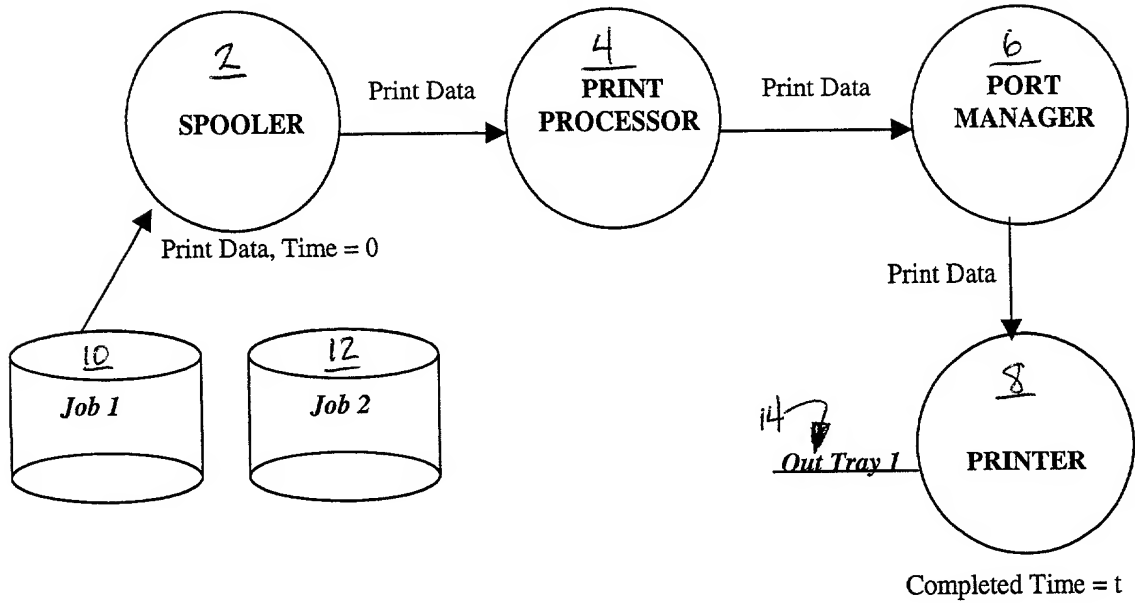 2
SPOOLER
Print Data
4
PRINT
PROCESSOR
Print Data
6
PORT
MANAGER
Print Data, Time = 0
Print Data
10
Job 1
12
Job 2
14
Out Tray 1
8
PRINTER
Completed Time = t